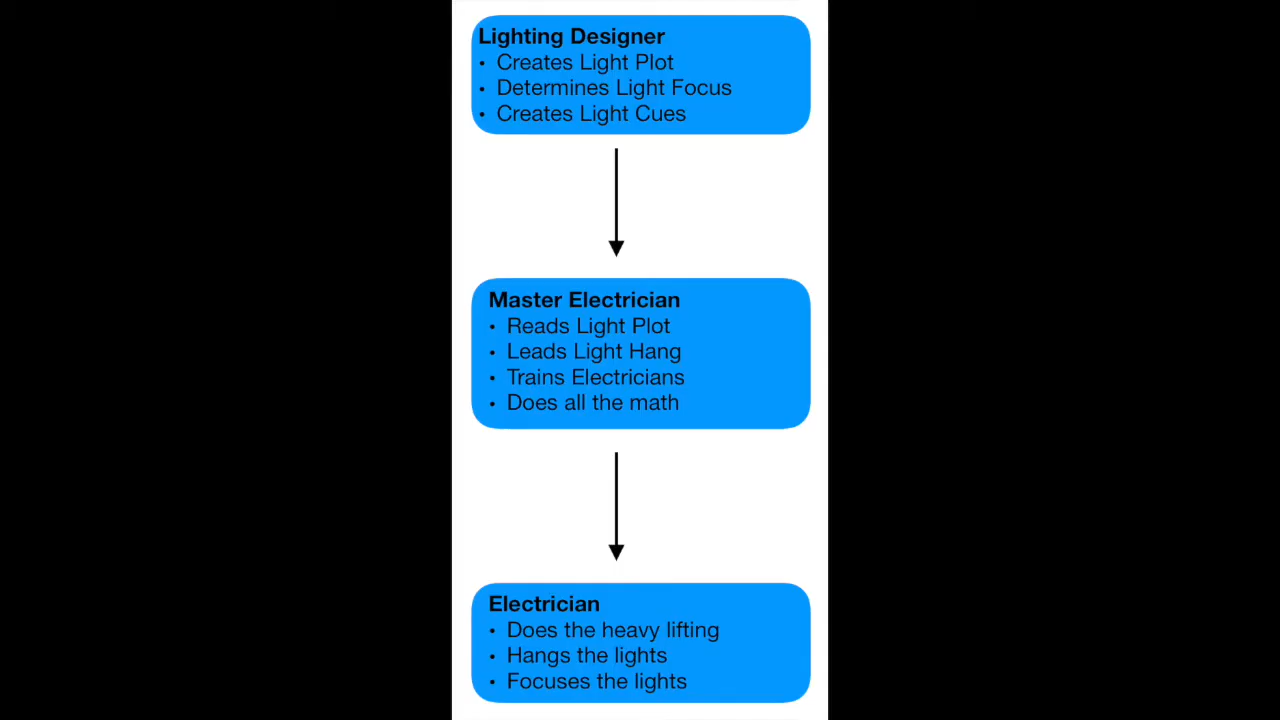 Lighting Designer
• Creates Light Plot
• Determines Light Focus
• Creates Light Cues
Master Electrician
• Reads Light Plot
• Leads Light Hang
• Trains Electricians
• Does all the math
Electrician
• Does the heavy lifting
• Hangs the lights
• Focuses the lights